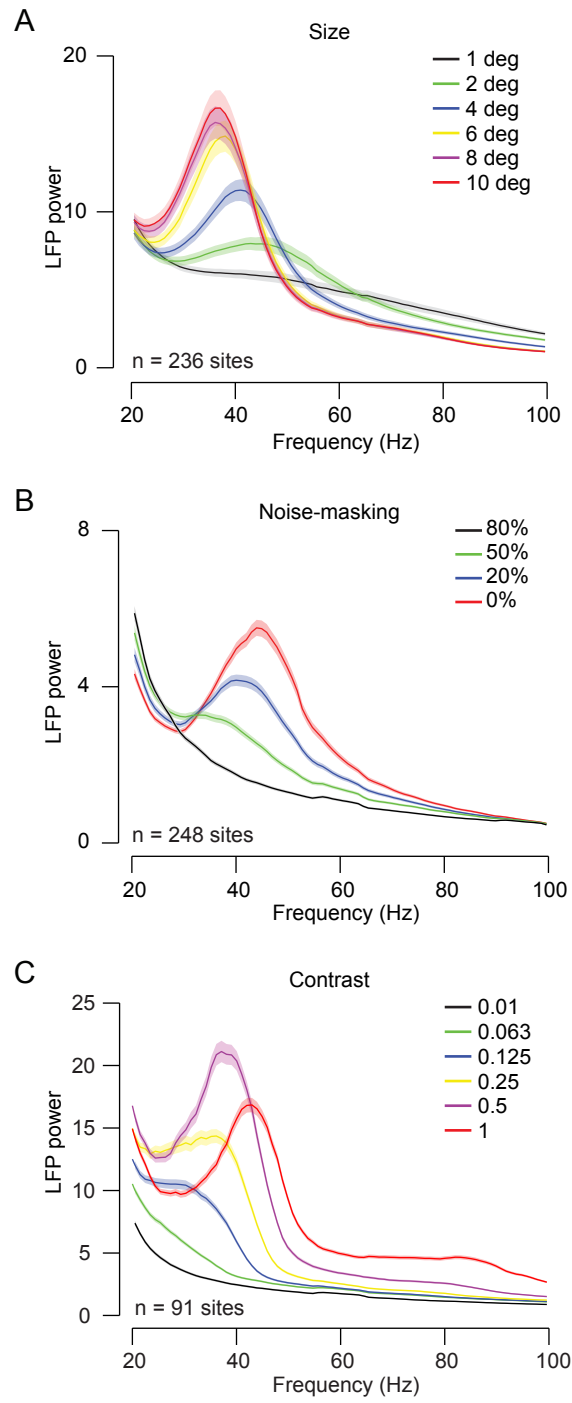 A
Size
20
10
0
LFP power
1 deg
2 deg
4 deg
6 deg
8 deg
10 deg
n = 236 sites
20 40 60 80 100
Frequency (Hz)
B
Noise-masking
8
4
0
LFP power
80%
50%
20%
0%
n = 248 sites
20 40 60 80 100
Frequency (Hz)
C
Contrast
25
20
15
10
5
0
LFP power
0.01
0.063
0.125
0.25
0.5
1
n = 91 sites
20 40 60 80 100
Frequency (Hz)